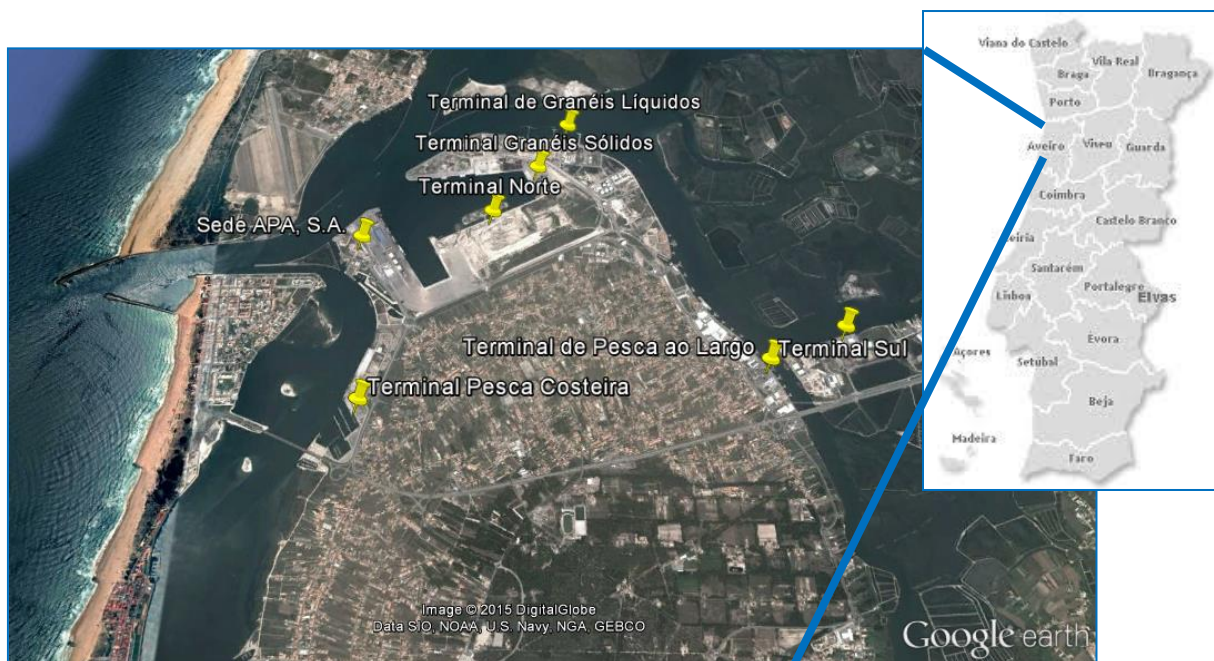 Terminal de Granéis Líquidos
Terminal Granéis Sólidos
Terminal Norte
Sede APA, S.A.
Terminal de Pesca ao Largo
Terminal Sul
Terminal Pesca Costeira
Image © 2015 DigitalGlobe
Data SIO, NOAA, U.S. Navy, NGA, GEBCO
Google earth
Viana do Castelo
Vila Real
Braga
Bragança
Porto
Aveiro
Viseu
Guarda
Coimbra
Castelo Branco
eiria
Santarém
Portalegre
Lisboa
Elvas
Évora
Açores
Setúbal
Beja
Madeira
Faro